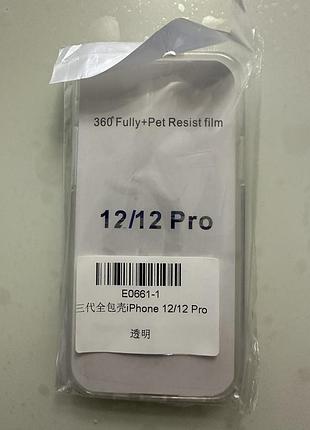 360°Fully+Pet Resist film
12/12 Pro
E0661-1
三代全包壳iPhone 12/12 Pro
透明